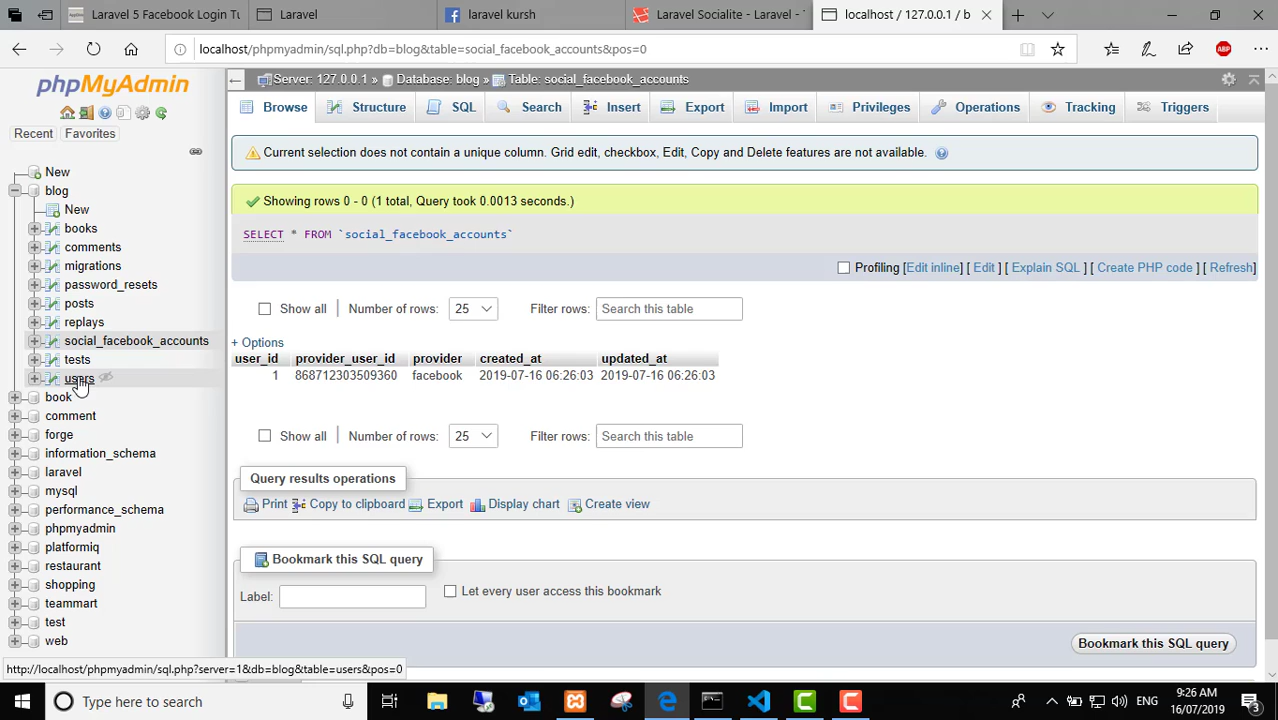 Laravel 5 Facebook Login Tu
Laravel
laravel kursh
Laravel Socialite - Laravel -
localhost / 127.0.0.1 / b
localhost/phpmyadmin/sql.php?db=blog&table=social_facebook_accounts&pos=0
ABP
phpMyAdmin
Recent
Favorites
New
blog
New
books
comments
migrations
password_resets
posts
replays
social_facebook_accounts
tests
users
book
comment
forge
information_schema
laravel
mysql
performance_schema
phpmyadmin
platformiq
restaurant
shopping
teammart
test
web
Server: 127.0.0.1 » Database: blog » Table: social_facebook_accounts
Browse
Structure
SQL
Search
Insert
Export
Import
Privileges
Operations
Tracking
Triggers
Current selection does not contain a unique column. Grid edit, checkbox, Edit, Copy and Delete features are not available.
Showing rows 0 - 0 (1 total, Query took 0.0013 seconds.)
SELECT * FROM `social_facebook_accounts`
Profiling [Edit inline] [ Edit ] [ Explain SQL ] [ Create PHP code ] [ Refresh]
Show all
Number of rows: 25
Filter rows: Search this table
+ Options
user_id provider_user_id provider created_at updated_at
1 868712303509360 facebook 2019-07-16 06:26:03 2019-07-16 06:26:03
Show all
Number of rows: 25
Filter rows: Search this table
Query results operations
Print Copy to clipboard Export Display chart Create view
Bookmark this SQL query
Label:
Let every user access this bookmark
Bookmark this SQL query
http://localhost/phpmyadmin/sql.php?server=1&db=blog&table=users&pos=0
Type here to search
ENG
9:26 AM
16/07/2019
3